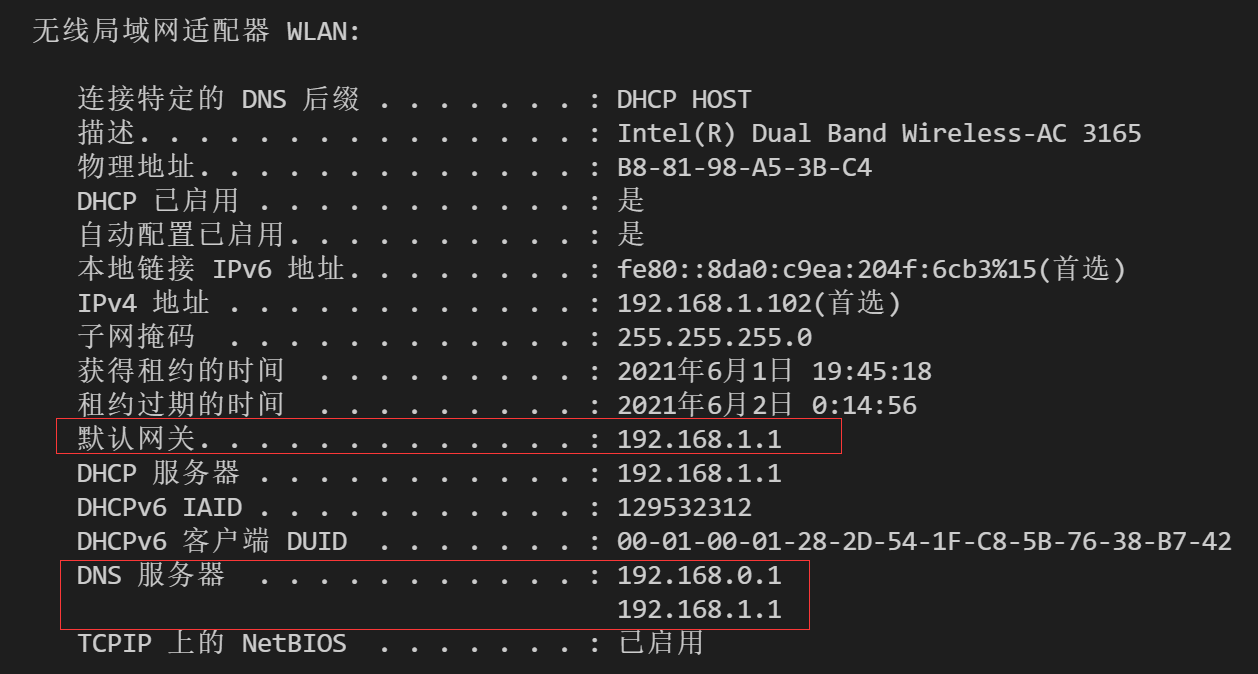 无线局域网适配器 WLAN:
连接特定的 DNS 后缀 . . . . . . . : DHCP HOST
描述. . . . . . . . . . . . . . . : Intel(R) Dual Band Wireless-AC 3165
物理地址. . . . . . . . . . . . . : B8-81-98-A5-3B-C4
DHCP 已启用 . . . . . . . . . . . : 是
自动配置已启用. . . . . . . . . . : 是
本地链接 IPv6 地址. . . . . . . . : fe80::8da0:c9ea:204f:6cb3%15(首选)
IPv4 地址 . . . . . . . . . . . . : 192.168.1.102(首选)
子网掩码  . . . . . . . . . . . . : 255.255.255.0
获得租约的时间  . . . . . . . . . : 2021年6月1日 19:45:18
租约过期的时间  . . . . . . . . . : 2021年6月2日 0:14:56
默认网关. . . . . . . . . . . . . : 192.168.1.1
DHCP 服务器 . . . . . . . . . . . : 192.168.1.1
DHCPv6 IAID . . . . . . . . . . . : 129532312
DHCPv6 客户端 DUID  . . . . . . . : 00-01-00-01-28-2D-54-1F-C8-5B-76-38-B7-42
DNS 服务器  . . . . . . . . . . . : 192.168.0.1
192.168.1.1
TCPIP 上的 NetBIOS  . . . . . . . : 已启用